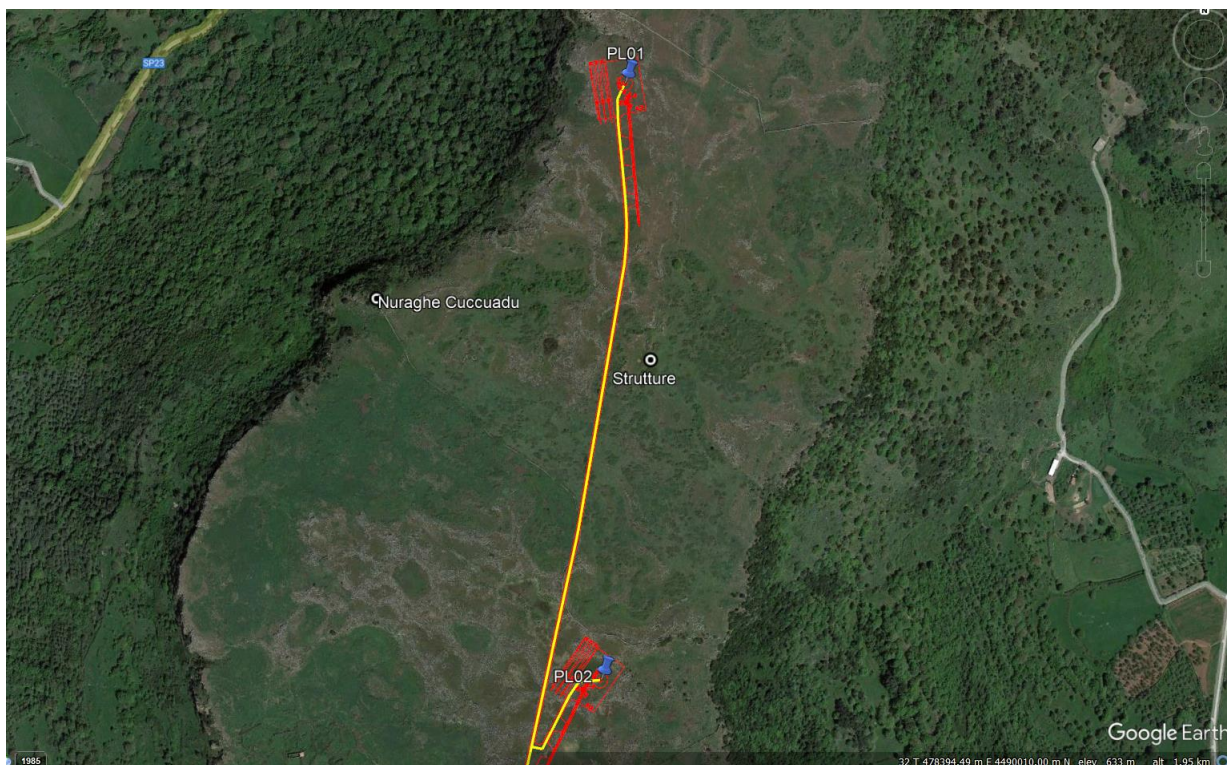 SP23
PL01
Nuraghe Cuccuadu
Strutture
PL02
Google Earth
1985
32 T 478394.49 m E 4490010.00 m N elev 633 m alt 1.95 km